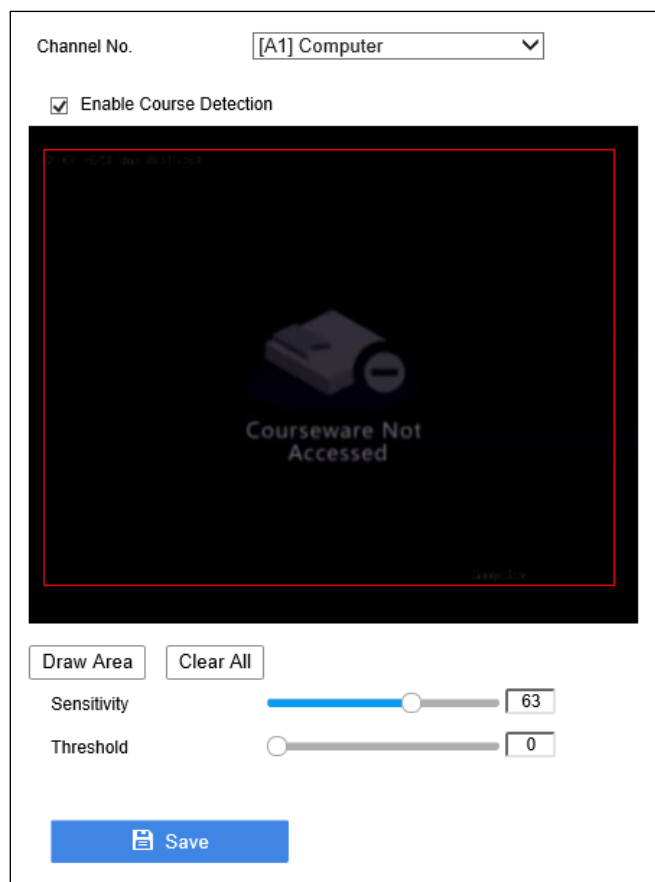 Channel No.
[A1] Computer
Enable Course Detection
Courseware Not
Accessed
Computer
Draw Area
Clear All
Sensitivity
63
Threshold
0
Save